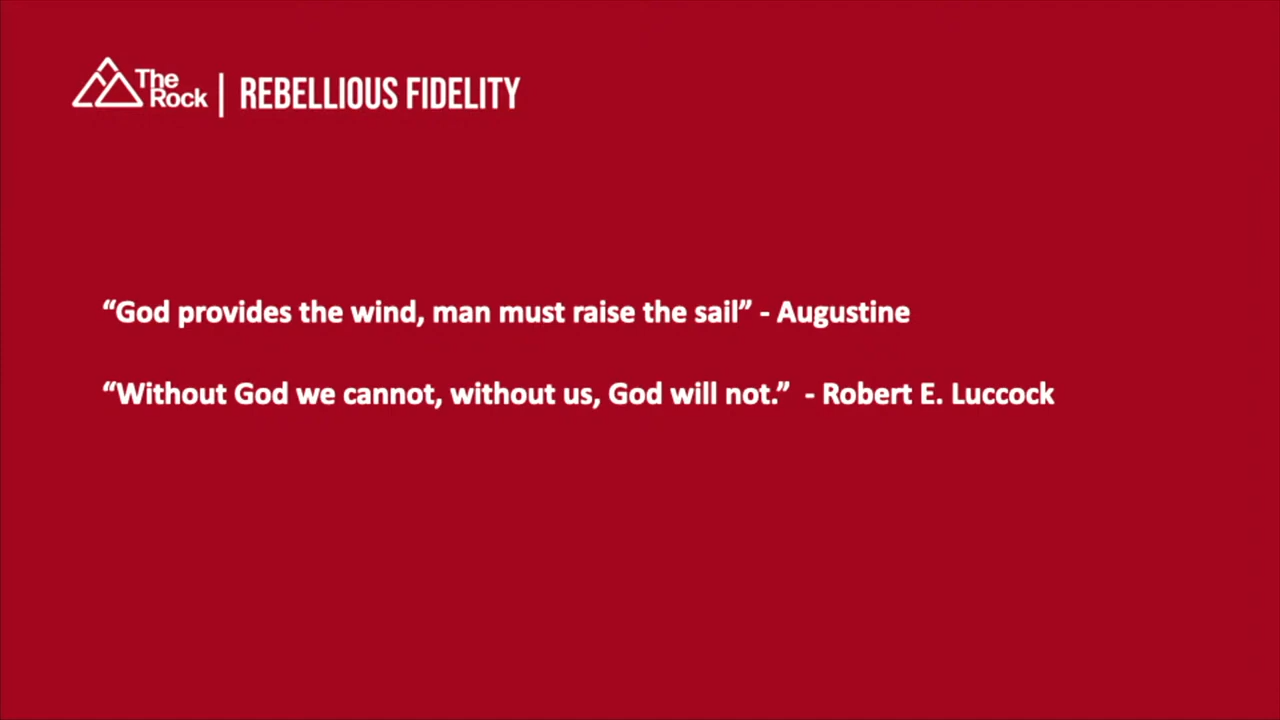 The Rock | REBELLIOUS FIDELITY
“God provides the wind, man must raise the sail” - Augustine
“Without God we cannot, without us, God will not.”  - Robert E. Luccock